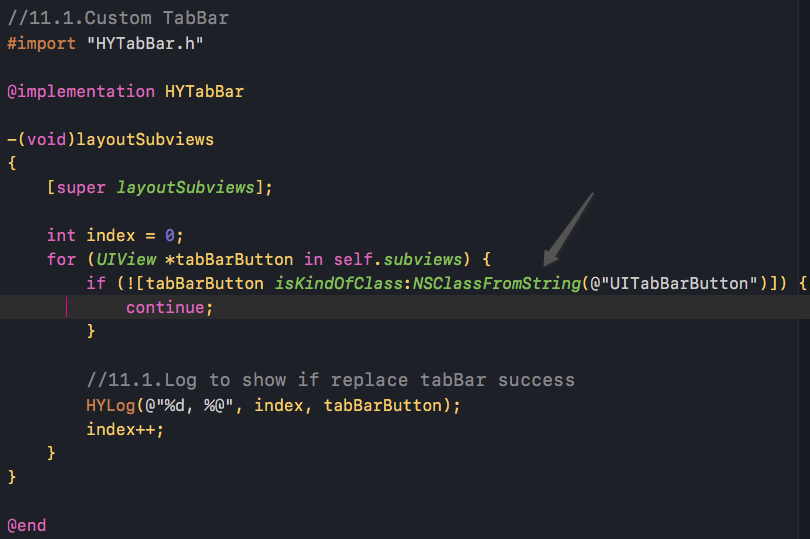 //11.1.Custom TabBar
#import "HYTabBar.h"
@implementation HYTabBar
-(void)layoutSubviews
{
[super layoutSubviews];
int index = 0;
for (UIView *tabBarButton in self.subviews) {
if (![tabBarButton isKindOfClass:NSClassFromString(@"UITabBarButton")]) {
continue;
}
//11.1.Log to show if replace tabBar success
HYLog(@"%d, %@", index, tabBarButton);
index++;
}
}
@end